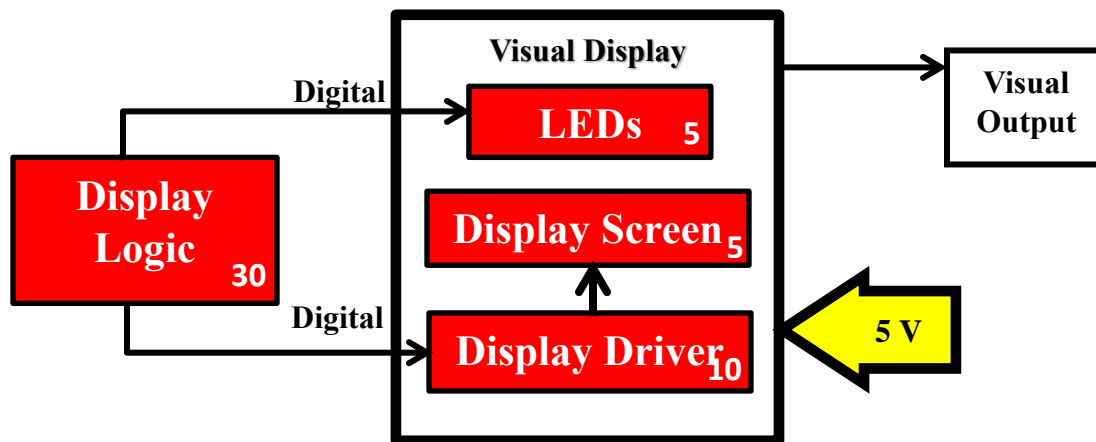 Visual Display
Digital
LEDs
5
Visual
Output
Display
Logic
30
Display Screen
5
Digital
Display Driver
10
5 V